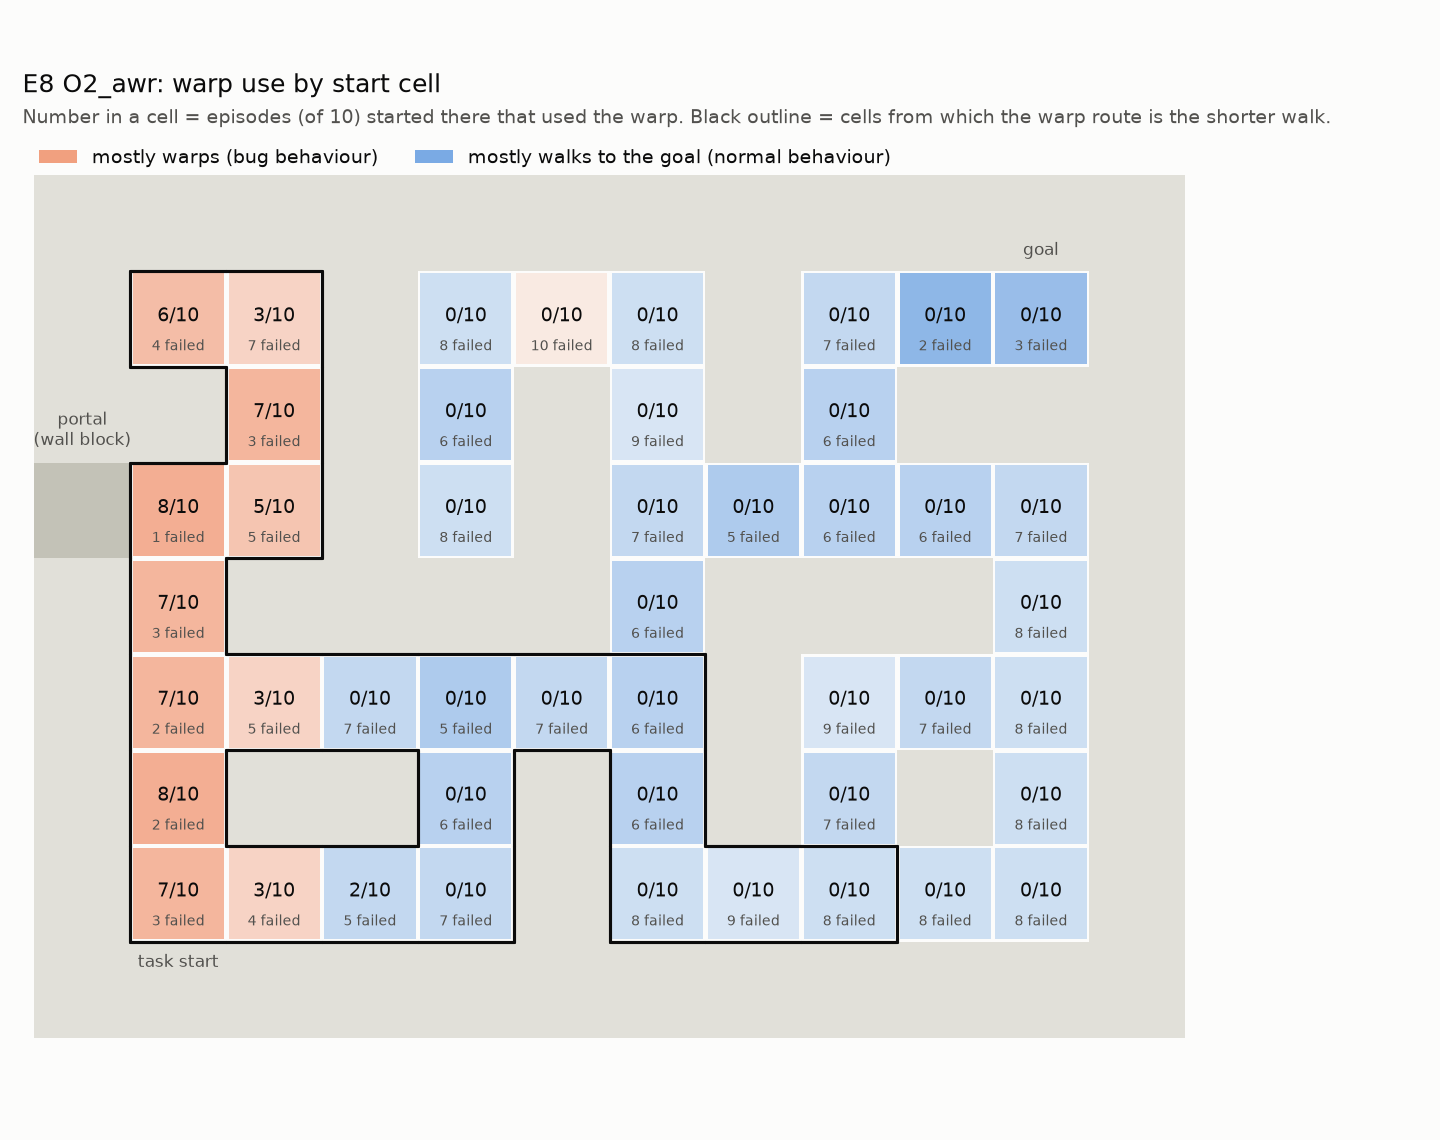 E8 O2_awr: warp use by start cell
Number in a cell = episodes (of 10) started there that used the warp. Black outline = cells from which the warp route is the shorter walk.
mostly warps (bug behaviour) mostly walks to the goal (normal behaviour)
goal
6/10 3/10 0/10 0/10 0/10 0/10 0/10 0/10
4 failed 7 failed 8 failed 10 failed 8 failed 7 failed 2 failed 3 failed
7/10 0/10 0/10 0/10
portal
(wall block)
3 failed 6 failed 9 failed 6 failed
8/10 5/10 0/10 0/10 0/10 0/10 0/10 0/10
1 failed 5 failed 8 failed 7 failed 5 failed 6 failed 6 failed 7 failed
7/10 0/10 0/10
3 failed 6 failed 8 failed
7/10 3/10 0/10 0/10 0/10 0/10 0/10 0/10 0/10
2 failed 5 failed 7 failed 5 failed 7 failed 6 failed 9 failed 7 failed 8 failed
8/10 0/10 0/10 0/10 0/10
2 failed 6 failed 6 failed 7 failed 8 failed
7/10 3/10 2/10 0/10 0/10 0/10 0/10 0/10 0/10
3 failed 4 failed 5 failed 7 failed 8 failed 9 failed 8 failed 8 failed 8 failed
task start